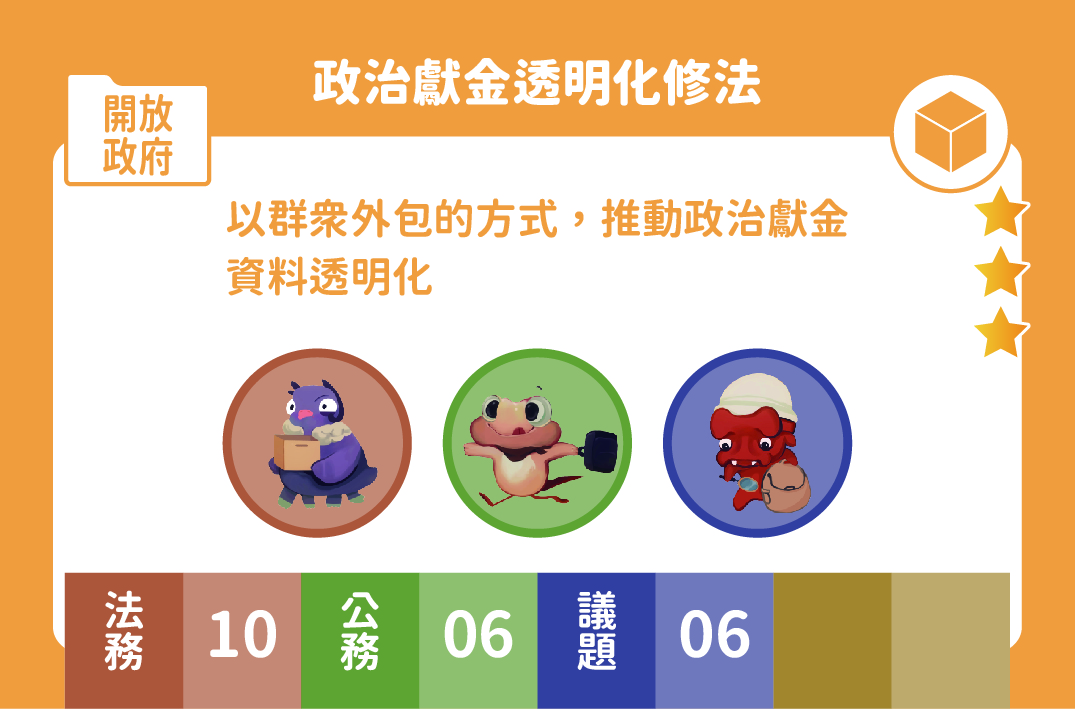 政治獻金透明化修法
開放
政府
以群眾外包的方式，推動政治獻金
資料透明化
法務
10
公務
06
議題
06